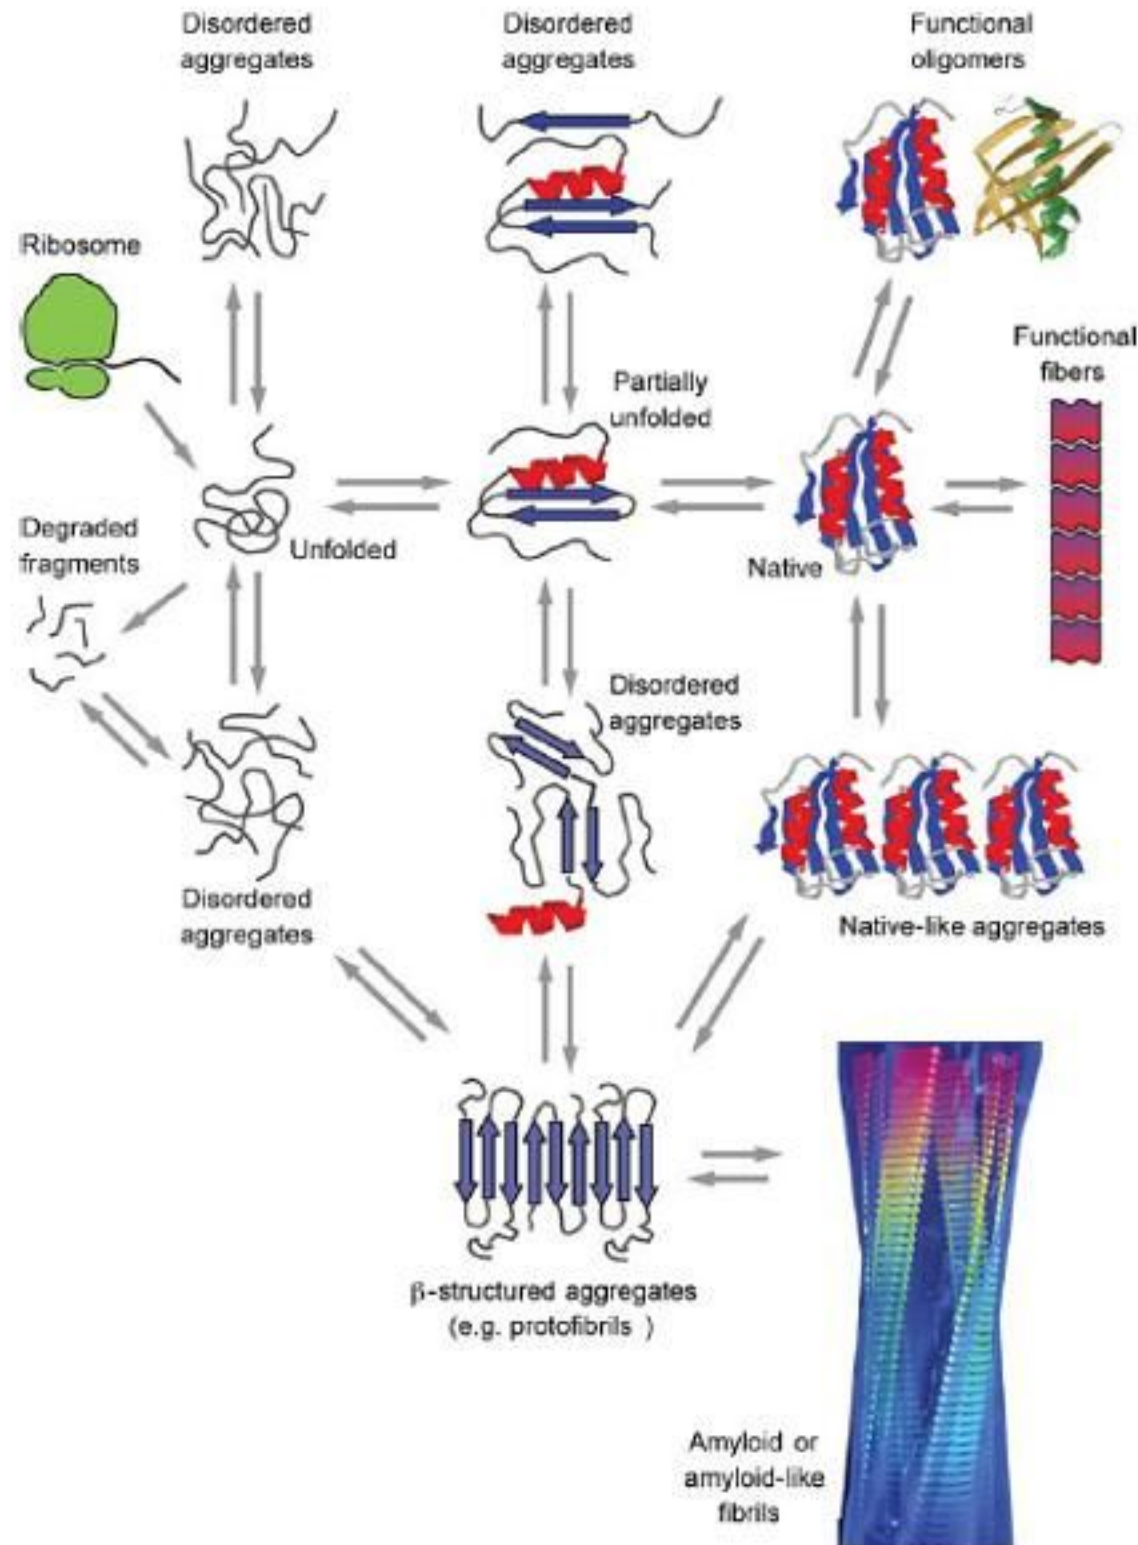 Disordered
aggregates
Disordered
aggregates
Functional
oligomers
Ribosome
Functional
fibers
Partially
unfolded
Degraded
fragments
Unfolded
Native
Disordered
aggregates
Disordered
aggregates
Native-like aggregates
β-structured aggregates
(e.g. protofibrils )
Amyloid or
amyloid-like
fibrils